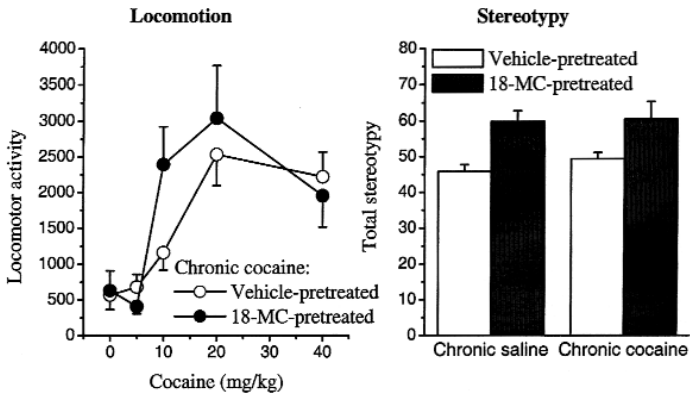 Locomotion
Locomotor activity
4000
3500
3000
2500
2000
1500
1000
500
0
Chronic cocaine:
Vehicle-pretreated
18-MC-pretreated
0 10 20 30 40
Cocaine (mg/kg)
Stereotypy
Total stereotypy
80
70
60
50
40
30
20
10
0
Vehicle-pretreated
18-MC-pretreated
Chronic saline Chronic cocaine